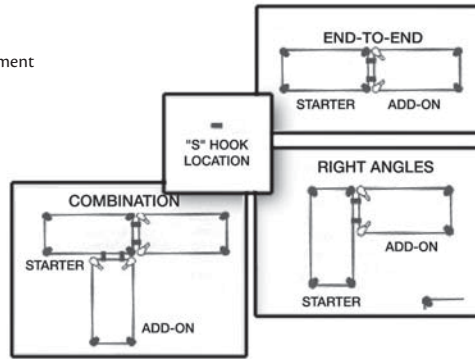 ment
END-TO-END
STARTER
ADD-ON
"S" HOOK
LOCATION
RIGHT ANGLES
ADD-ON
STARTER
COMBINATION
STARTER
ADD-ON